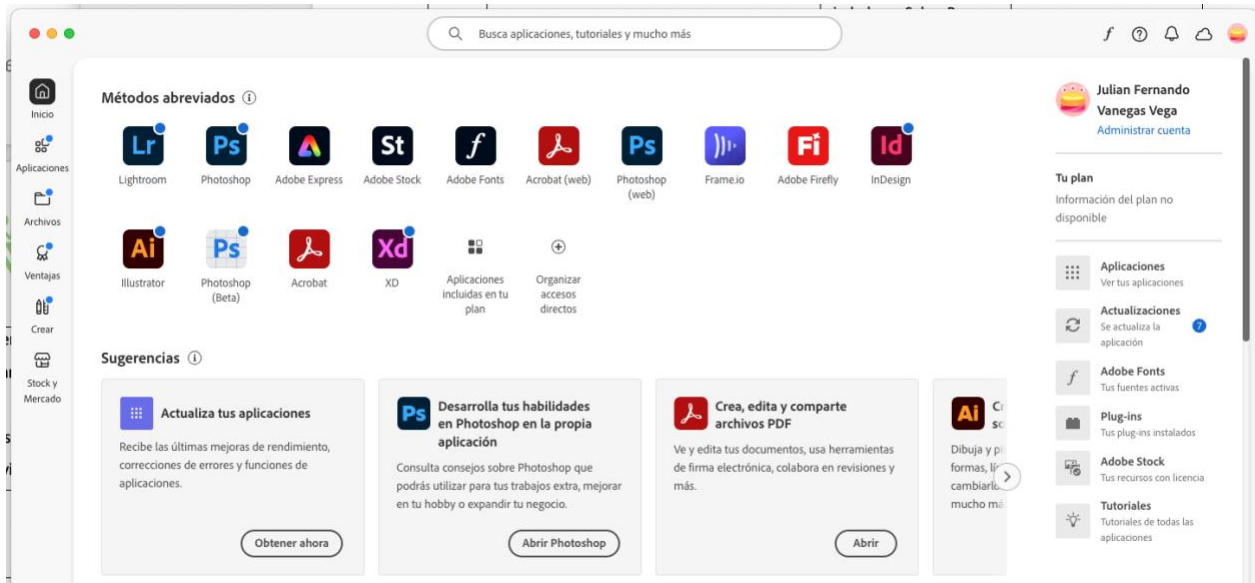 Busca aplicaciones, tutoriales y mucho más
Inicio
Aplicaciones
Archivos
Ventajas
Crear
Stock y
Mercado
Métodos abreviados
Lr
Ps
St
f
Ps
Fi
Id
Lightroom
Photoshop
Adobe Express
Adobe Stock
Adobe Fonts
Acrobat (web)
Photoshop
(web)
Frame.io
Adobe Firefly
InDesign
Ai
Ps
Xd
Illustrator
Photoshop
(Beta)
Acrobat
XD
Aplicaciones
incluidas en tu
plan
Organizar
accesos
directos
Sugerencias
Actualiza tus aplicaciones
Recibe las últimas mejoras de rendimiento,
correcciones de errores y funciones de
aplicaciones.
Obtener ahora
Ps
Desarrolla tus habilidades
en Photoshop en la propia
aplicación
Consulta consejos sobre Photoshop que
podrás utilizar para tus trabajos extra, mejorar
en tu hobby o expandir tu negocio.
Abrir Photoshop
Crea, edita y comparte
archivos PDF
Ve y edita tus documentos, usa herramientas
de firma electrónica, colabora en revisiones y
más.
Abrir
Ai
Dibuja y
formas,
mucho
Julian Fernando
Vanegas Vega
Administrar cuenta
Tu plan
Información del plan no
disponible
Aplicaciones
Ver tus aplicaciones
Actualizaciones
Se actualiza la
aplicación
7
Adobe Fonts
Tus fuentes activas
Plug-ins
Tus plug-ins instalados
Adobe Stock
Tus recursos con licencia
Tutoriales
Tutoriales de todas las
aplicaciones